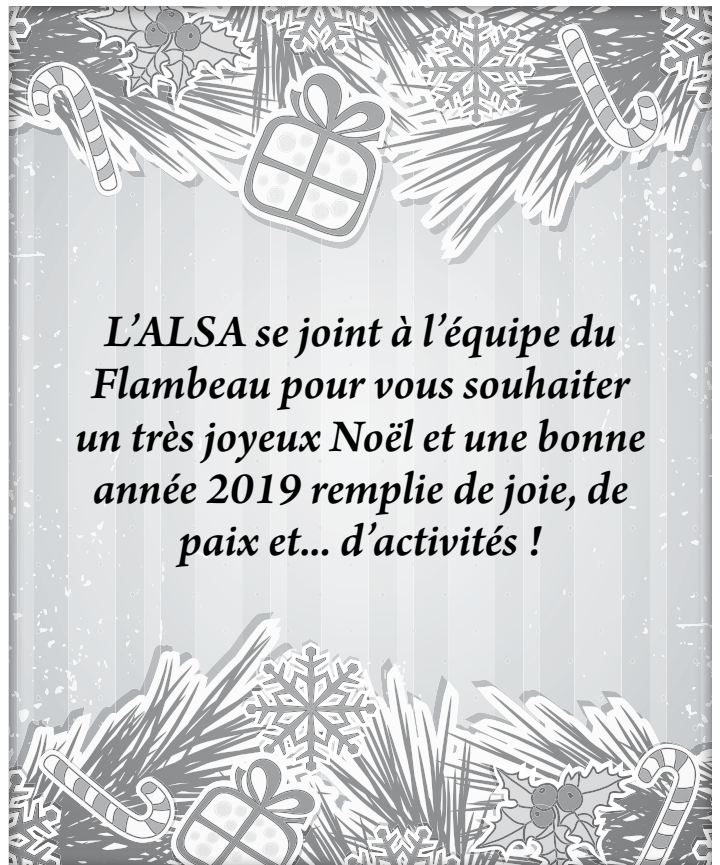 L’ALSA se joint à l’équipe du
Flambeau pour vous souhaiter
un très joyeux Noël et une bonne
année 2019 remplie de joie, de
paix et... d’activités !